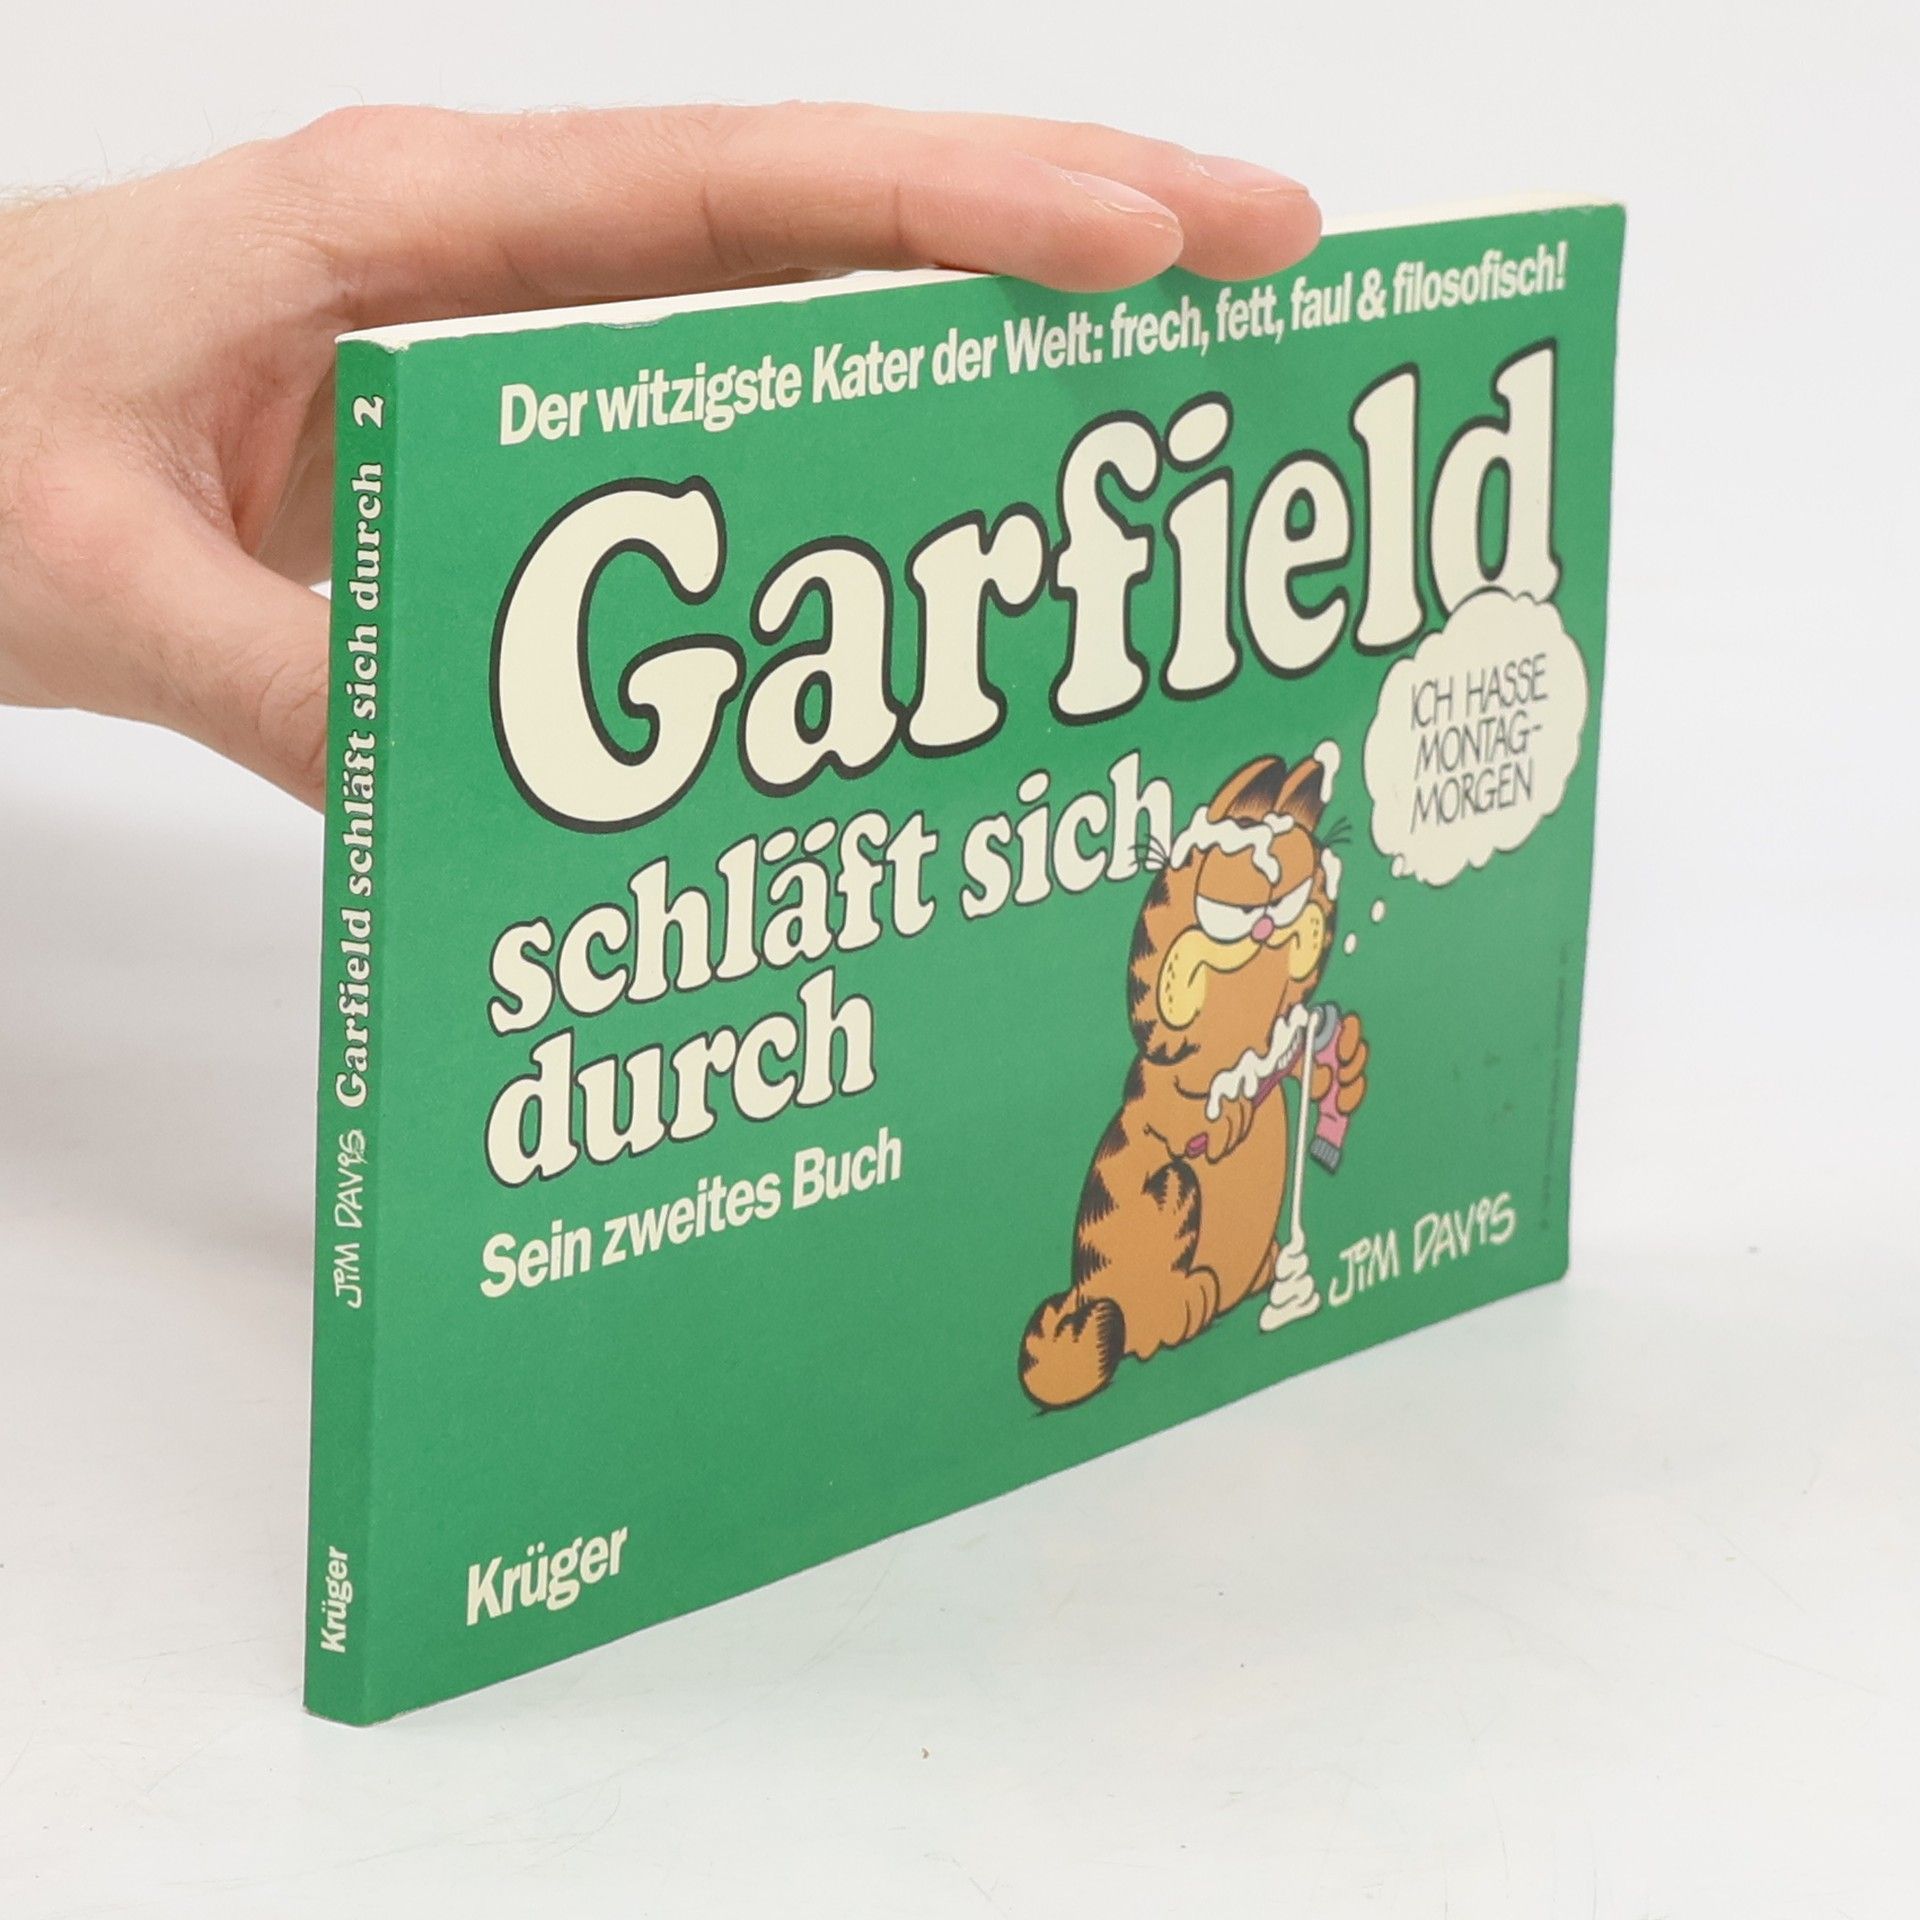 Der witzigste Kater der Welt: frech, fett, faul & filosofisch!
Garfield
schläft sich
durch
Sein zweites Buch
ICH HASSE
MONTAG-
MORGEN
JIM DAVIS
Krüger
JIM DAVIS Garfield schläft sich durch 2
Krüger